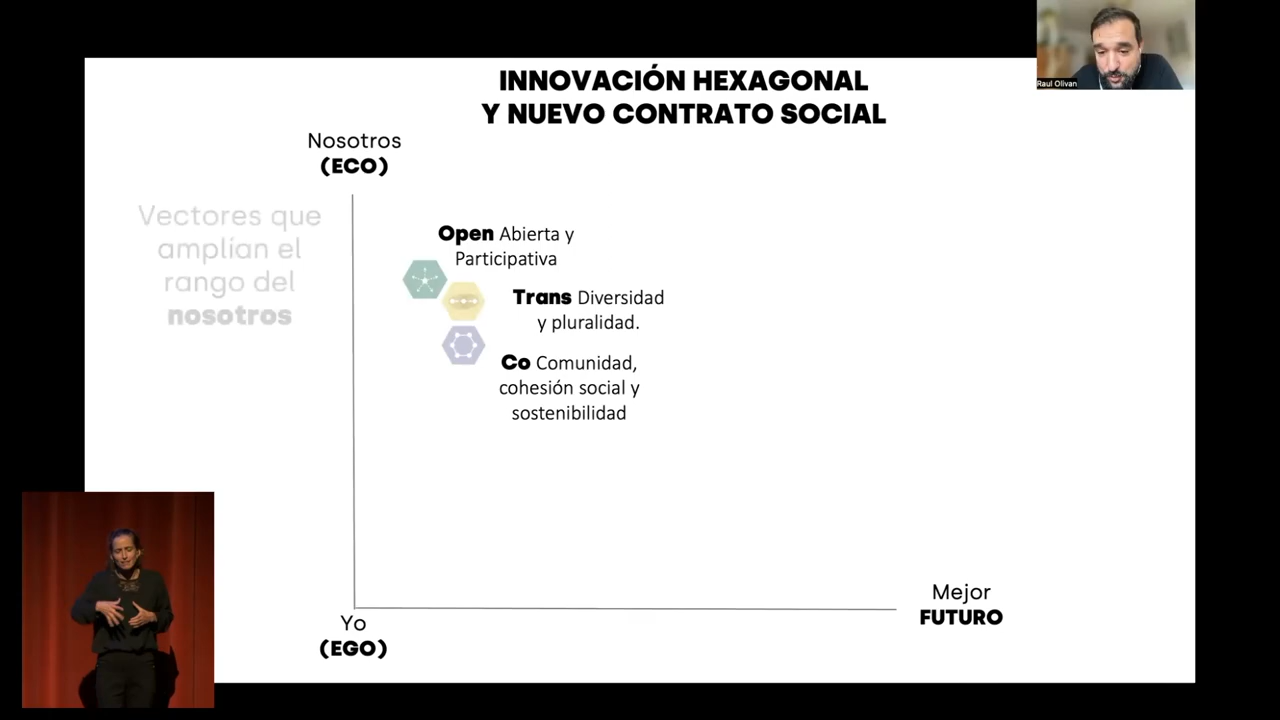 INNOVACIÓN HEXAGONAL
Y NUEVO CONTRATO SOCIAL
Raul Olivan
Nosotros
(ECO)
Vectores que
amplían el
rango del
nosotros
Open Abierta y
Participativa
Trans Diversidad
y pluralidad.
Co Comunidad,
cohesión social y
sostenibilidad
Mejor
FUTURO
Yo
(EGO)